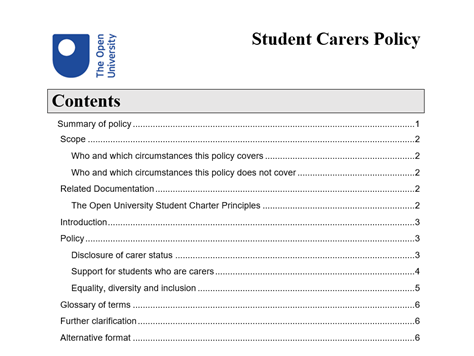 The Open
University
Student Carers Policy
Contents
Summary of policy ........................................................ 1
Scope ........................................................ 2
Who and which circumstances this policy covers ........................................................ 2
Who and which circumstances this policy does not cover ........................................................ 2
Related Documentation ........................................................ 2
The Open University Student Charter Principles ........................................................ 2
Introduction ........................................................ 3
Policy ........................................................ 3
Disclosure of carer status ........................................................ 3
Support for students who are carers ........................................................ 4
Equality, diversity and inclusion ........................................................ 5
Glossary of terms ........................................................ 6
Further clarification ........................................................ 6
Alternative format ........................................................ 6